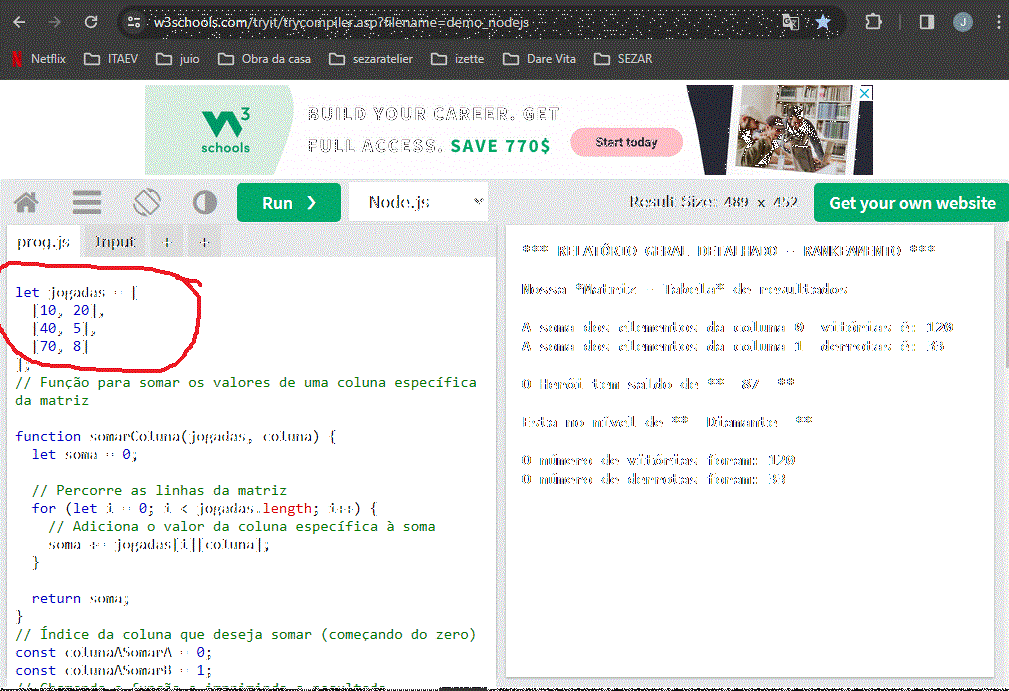 w3schools.com/tryit/trycompiler.asp?filename=demo_nodejs
J
Netflix ITAEV juio Obra da casa sezaratelier izette Dare Vita SEZAR
W3 schools
BUILD YOUR CAREER. GET
FULL ACCESS. SAVE 770$
Start today
Run ❯
Node.js
Result Size: 489 x 452
Get your own website
prog.js Input + +
let jogadas = [
[10, 20],
[40, 5],
[70, 8]
];
// Função para somar os valores de uma coluna específica
da matriz
function somarColuna(jogadas, coluna) {
let soma = 0;
// Percorre as linhas da matriz
for (let i = 0; i < jogadas.length; i++) {
// Adiciona o valor da coluna específica à soma
soma += jogadas[i][coluna];
}
return soma;
}
// Índice da coluna que deseja somar (começando do zero)
const colunaASomarA = 0;
const colunaASomarB = 1;
// Chamando a função e imprimindo o resultado
*** RELATÓRIO GERAL DETALHADO - RANKEAMENTO ***
Nossa *Matriz - Tabela* de resultados
A soma dos elementos da coluna 0 vitórias é: 120
A soma dos elementos da coluna 1 derrotas é: 33
O Herói tem saldo de ** 87 **
Esta no nível de ** Diamante **
O número de vitórias foram: 120
O número de derrotas foram: 33